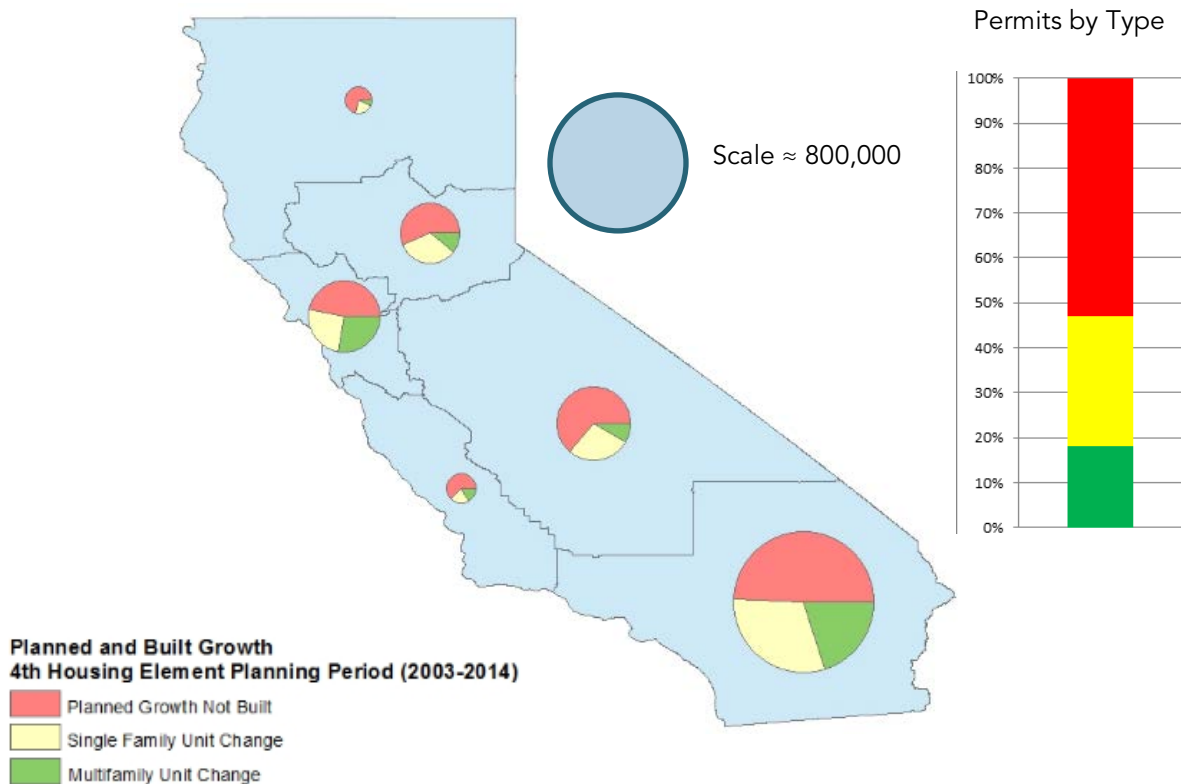 Permits by Type
100%
90%
80%
70%
60%
50%
40%
30%
20%
10%
0%
Scale ≈ 800,000
Planned and Built Growth
4th Housing Element Planning Period (2003-2014)
Planned Growth Not Built
Single Family Unit Change
Multifamily Unit Change